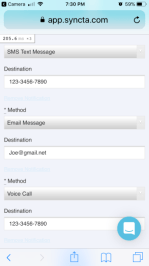 Camera 7:30 PM 59%
app.syncta.com
SMS Text Message
Destination
123-3456-7890
* Method
Email Message
Destination
Joe@gmail.net
* Method
Voice Call
Destination
123-3456-7890